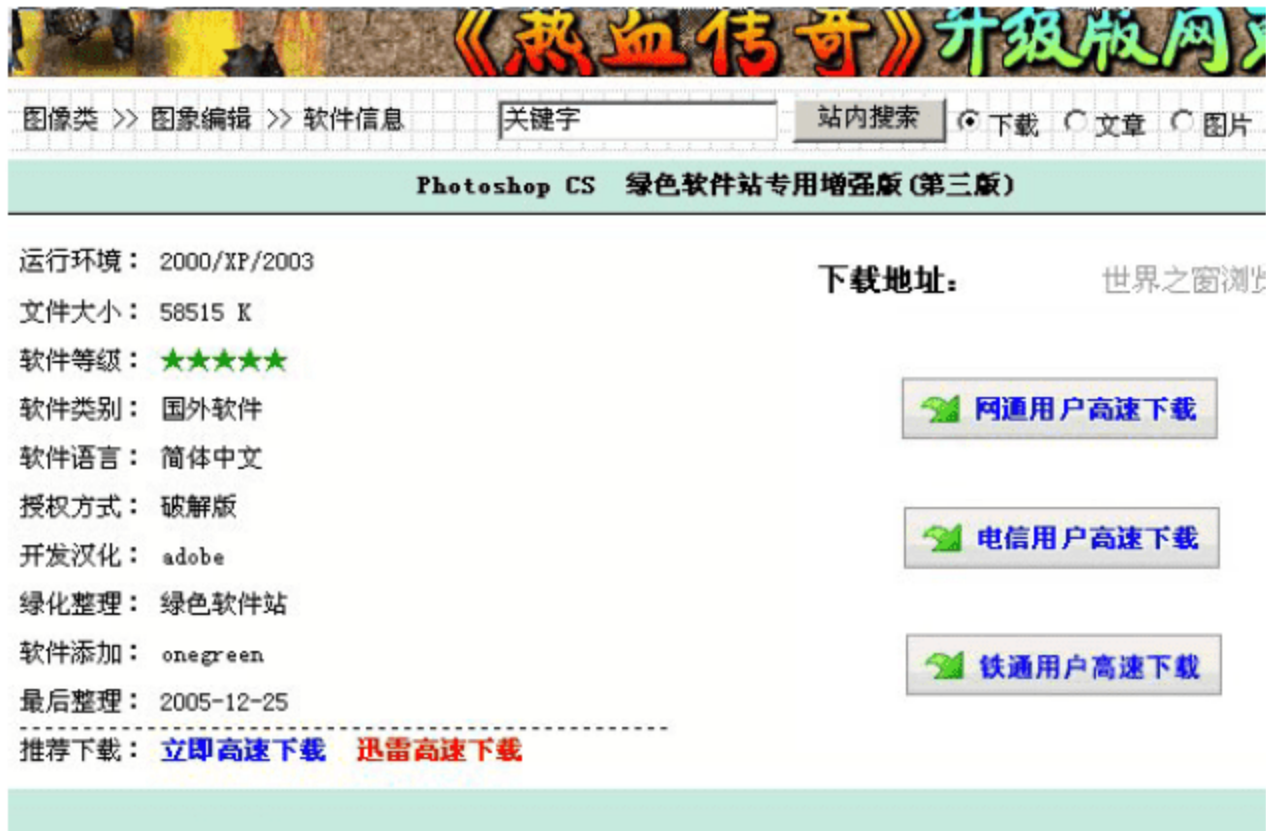 《热血传奇》升级版网
图像类 >> 图象编辑 >> 软件信息 关键字 站内搜索 下载 文章 图片
Photoshop CS 绿色软件站专用增强版(第三版)
运行环境： 2000/XP/2003
下载地址： 世界之窗浏
文件大小： 58515 K
软件等级： ★★★★★
软件类别： 国外软件
网通用户高速下载
软件语言： 简体中文
授权方式： 破解版
电信用户高速下载
开发汉化： adobe
绿化整理： 绿色软件站
软件添加： onegreen
铁通用户高速下载
最后整理： 2005-12-25
推荐下载： 立即高速下载 迅雷高速下载